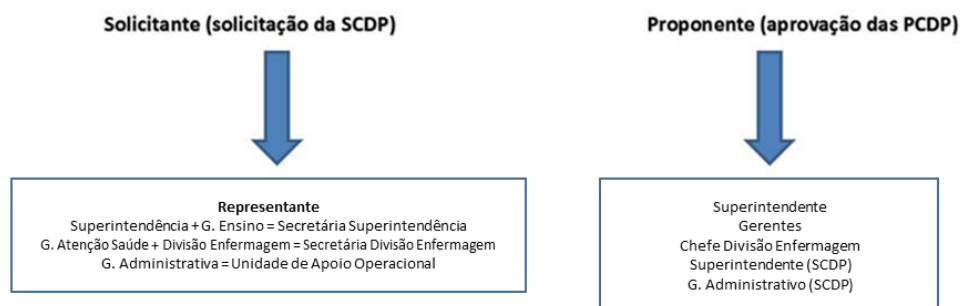 Solicitante (solicitação da SCDP)
Representante
Superintendência + G. Ensino = Secretária Superintendência
G. Atenção Saúde + Divisão Enfermagem = Secretária Divisão Enfermagem
G. Administrativa = Unidade de Apoio Operacional
Proponente (aprovação das PCDP)
Superintendente
Gerentes
Chefe Divisão Enfermagem
Superintendente (SCDP)
G. Administrativo (SCDP)